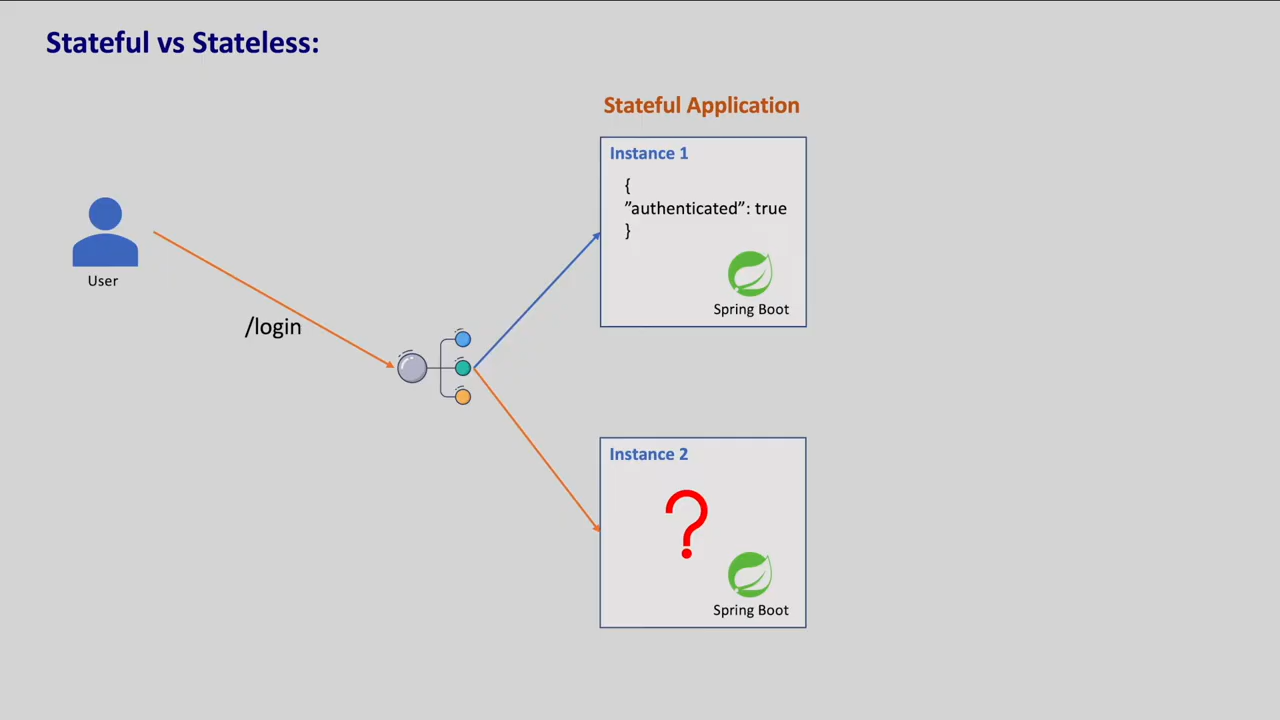 Stateful vs Stateless:
Stateful Application
Instance 1
{
”authenticated”: true
}
Spring Boot
User
/login
Instance 2
?
Spring Boot